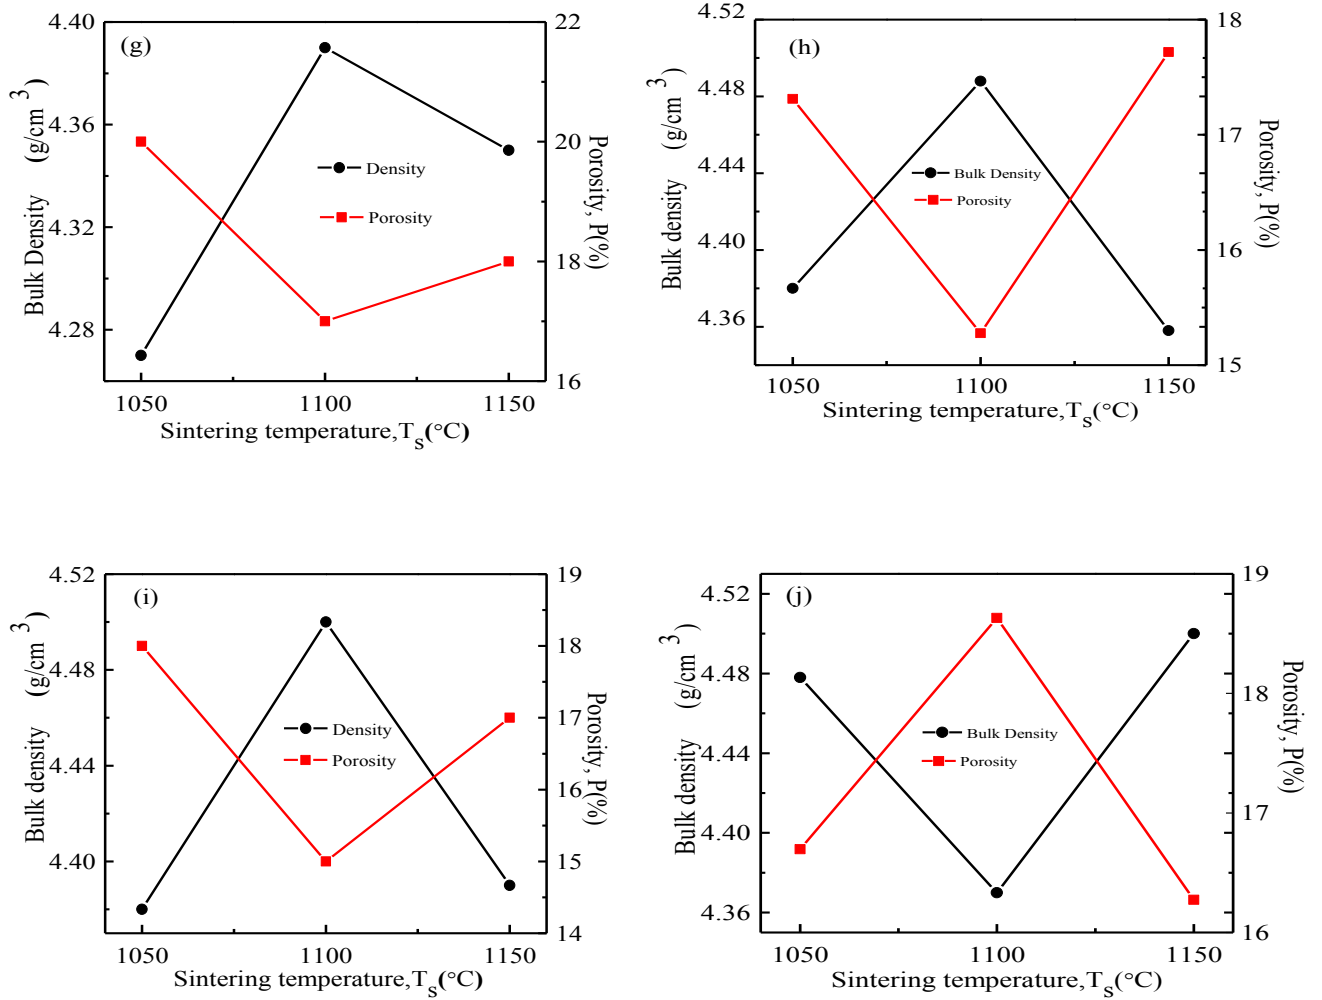 (g)
4.40
4.36
4.32
4.28
Bulk Density (g/cm 3)
22
20
18
16
Porosity, P(%)
Density
Porosity
1050 1100 1150
Sintering temperature,Ts(°C)
(h)
4.52
4.48
4.44
4.40
4.36
Bulk density (g/cm 3)
18
17
16
15
Porosity, P(%)
Bulk Density
Porosity
1050 1100 1150
Sintering temperature,Ts(°C)
(i)
4.52
4.48
4.44
4.40
Bulk density (g/cm 3)
19
18
17
16
15
14
Porosity, P(%)
Density
Porosity
1050 1100 1150
Sintering temperature,Ts(°C)
(j)
4.52
4.48
4.44
4.40
4.36
Bulk density (g/cm 3)
19
18
17
16
Porosity, P(%)
Bulk Density
Porosity
1050 1100 1150
Sintering temperature,Ts(°C)